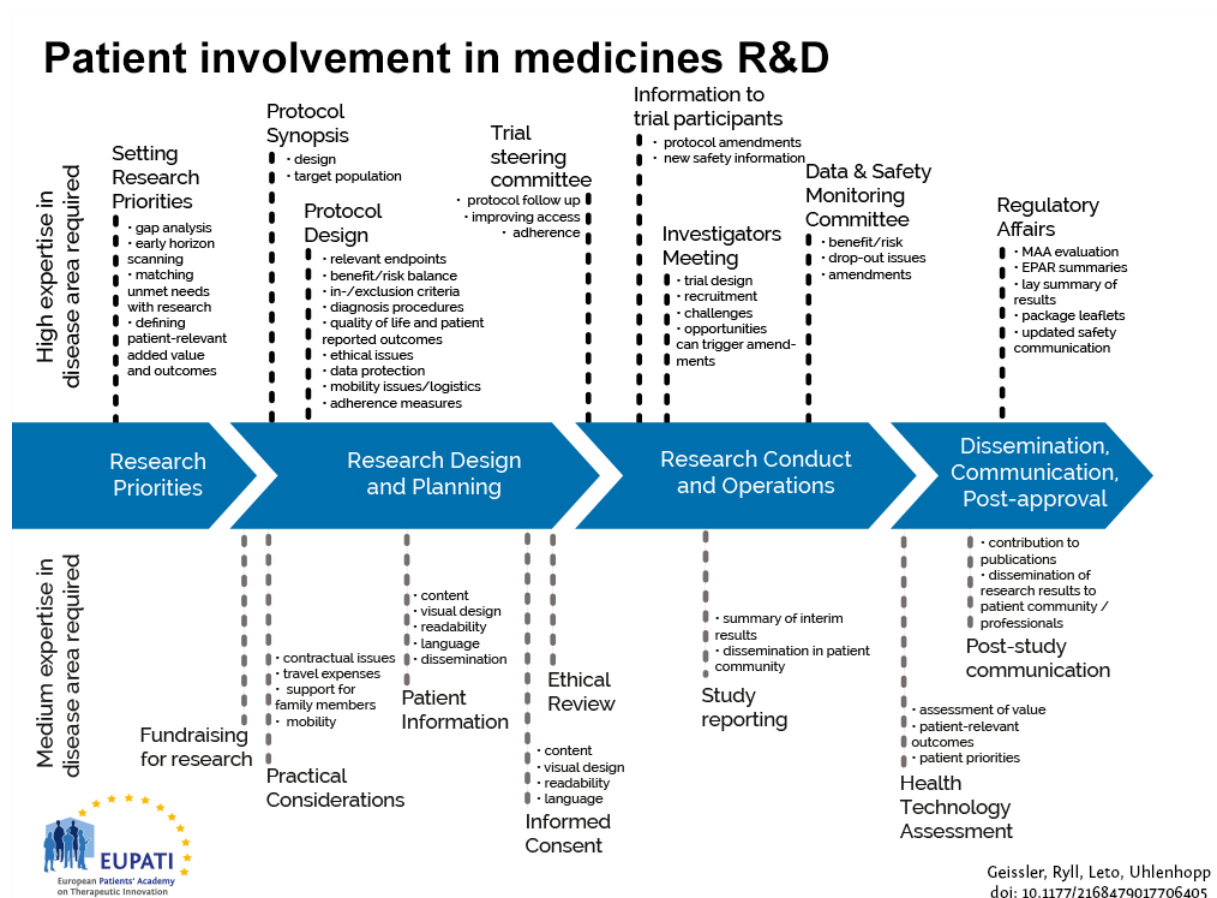 Patient involvement in medicines R&D
High expertise in
disease area required
Setting
Research
Priorities
· gap analysis
· early horizon
scanning
· matching
unmet needs
with research
· defining
patient-relevant
added value
and outcomes
Protocol
Synopsis
· design
· target population
Protocol
Design
· relevant endpoints
· benefit/risk balance
· in-/exclusion criteria
· diagnosis procedures
· quality of life and patient
reported outcomes
· ethical issues
· data protection
· mobility issues/logistics
· adherence measures
Trial
steering
committee
· protocol follow up
· improving access
· adherence
Information to
trial participants
· protocol amendments
· new safety information
Investigators
Meeting
· trial design
· recruitment
· challenges
· opportunities
can trigger amend-
ments
Data & Safety
Monitoring
Committee
· benefit/risk
· drop-out issues
· amendments
Regulatory
Affairs
· MAA evaluation
· EPAR summaries
· lay summary of
results
· package leaflets
· updated safety
communication
Research
Priorities
Research Design
and Planning
Research Conduct
and Operations
Dissemination,
Communication,
Post-approval
Medium expertise in
disease area required
Fundraising
for research
· contractual issues
· travel expenses
· support for
family members
· mobility
Practical
Considerations
· content
· visual design
· readability
· language
· dissemination
Patient
Information
· content
· visual design
· readability
· language
Informed
Consent
Ethical
Review
· summary of interim
results
· dissemination in patient
community
Study
reporting
· assessment of value
· patient-relevant
outcomes
· patient priorities
Health
Technology
Assessment
· contribution to
publications
· dissemination of
research results to
patient community /
professionals
Post-study
communication
EUPATI
European Patients' Academy
on Therapeutic Innovation
Geissler, Ryll, Leto, Uhlenhopp
doi: 10.1177/2168479017706405